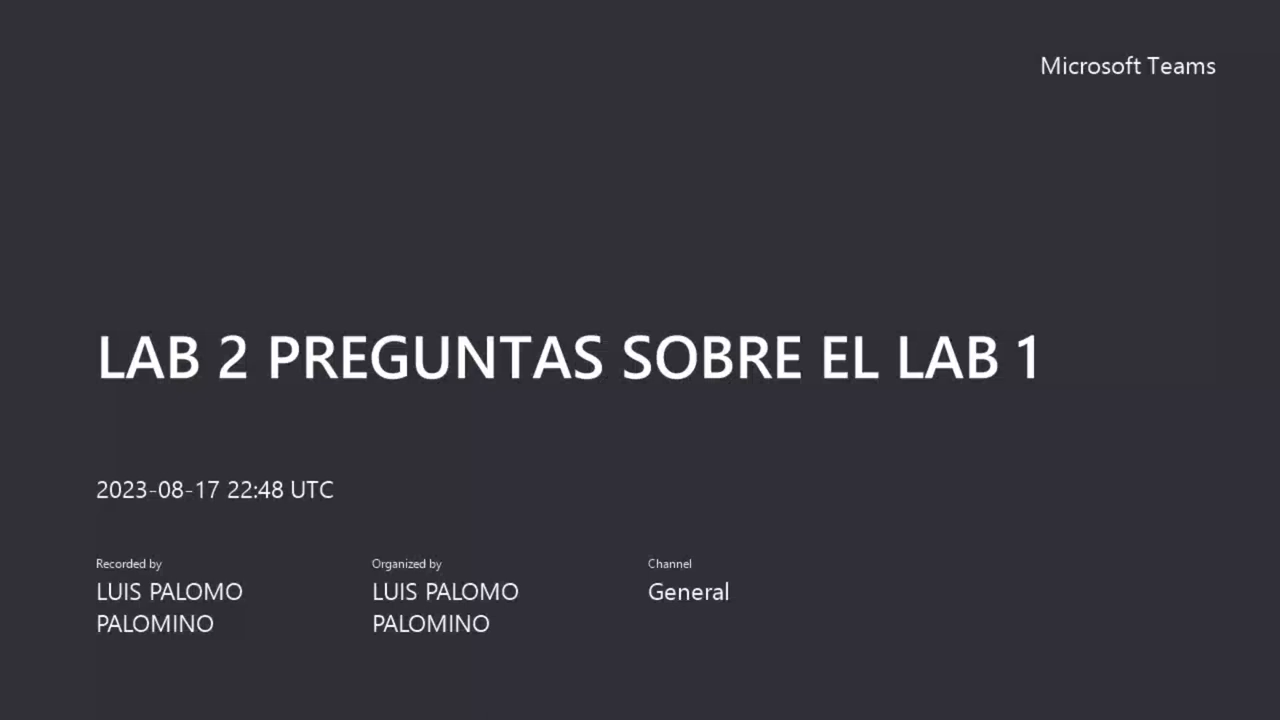 Microsoft Teams
LAB 2 PREGUNTAS SOBRE EL LAB 1
2023-08-17 22:48 UTC
Recorded by
LUIS PALOMO
PALOMINO
Organized by
LUIS PALOMO
PALOMINO
Channel
General